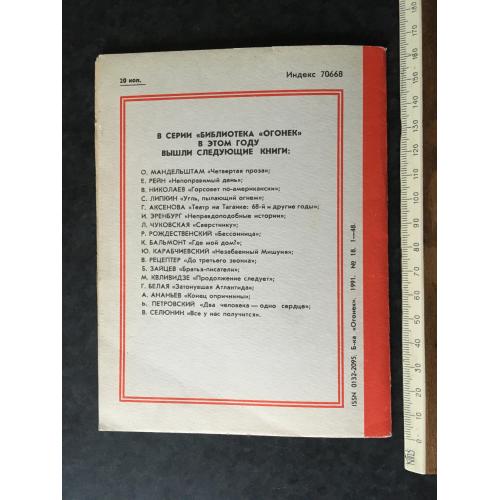 20 коп.
Индекс 70668
В СЕРИИ «БИБЛИОТЕКА «ОГОНЕК»
В ЭТОМ ГОДУ
ВЫШЛИ СЛЕДУЮЩИЕ КНИГИ:
О. МАНДЕЛЬШТАМ «Четвертая проза»;
Е. РЕЙН «Непоправимый день»;
В. НИКОЛАЕВ «Горсовет по-американски»;
С. ЛИПКИН «Угль, пылающий огнем»;
Г. АКСЕНОВА «Театр на Таганке: 68-й и другие годы»;
И. ЭРЕНБУРГ «Неправдоподобные истории»;
Л. ЧУКОВСКАЯ «Сверстнику»;
Р. РОЖДЕСТВЕНСКИЙ «Бессонница»;
К. БАЛЬМОНТ «Где мой дом?»;
Ю. КАРАБЧИЕВСКИЙ «Незабвенный Мишуня»;
В. РЕЦЕПТЕР «До третьего звонка»;
Б. ЗАЙЦЕВ «Братья-писатели»;
М. КВЛИВИДЗЕ «Продолжение следует»;
Г. БЕЛАЯ «Затонувшая Атлантида»;
А. АНАНЬЕВ «Конец опричнины»;
Ь. ПЕТРОВСКИЙ «Два человека — одно сердце»;
В. СЕЛЮНИН «Все у нас получится».
ISSN 0132-2095. Б-ка «Огонек». 1991. № 18. 1—48.